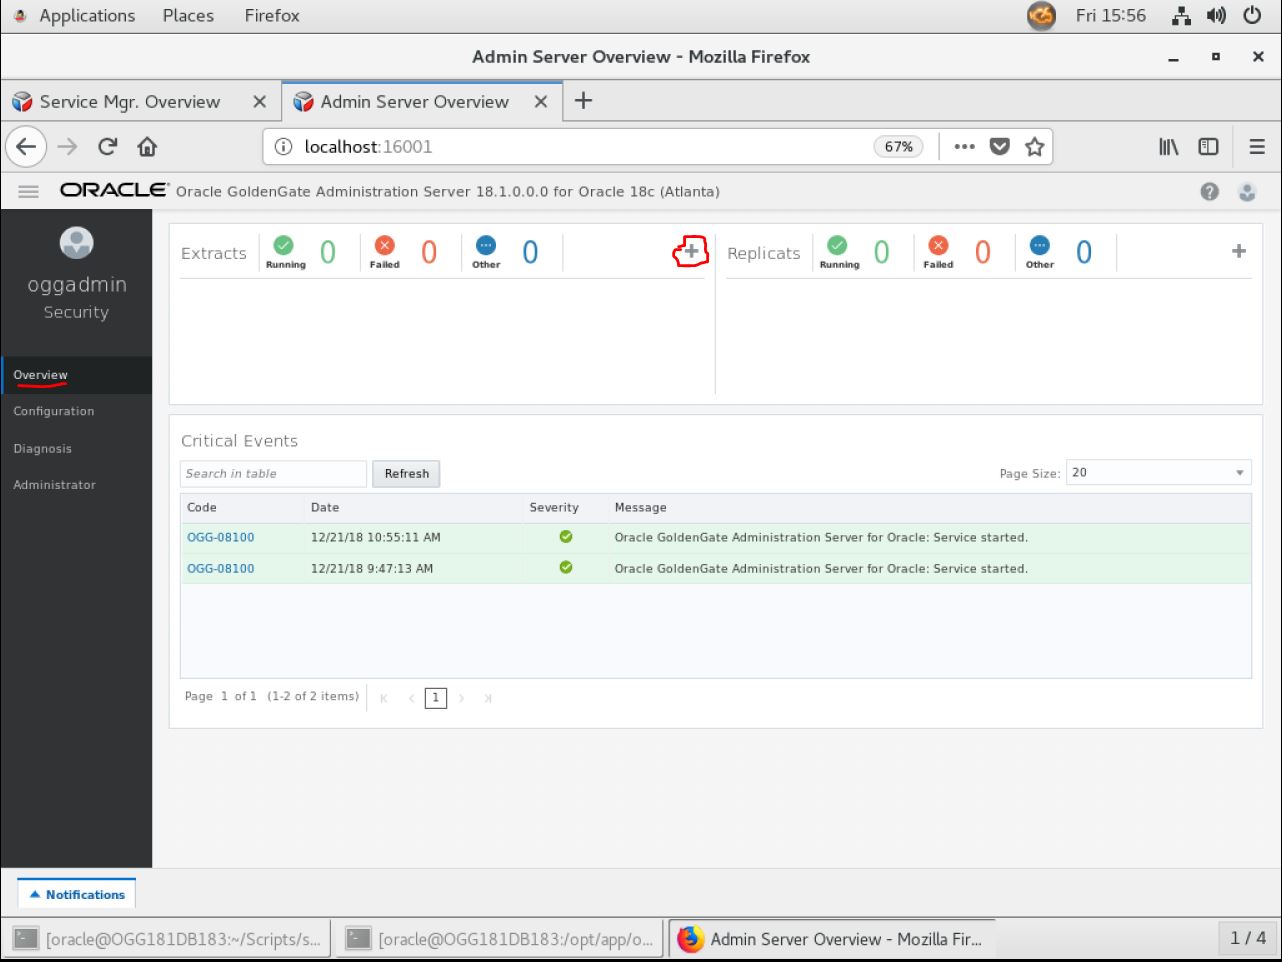 Applications Places Firefox Fri 15:56
Admin Server Overview - Mozilla Firefox
Service Mgr. Overview Admin Server Overview
localhost:16001 67%
ORACLE Oracle GoldenGate Administration Server 18.1.0.0.0 for Oracle 18c (Atlanta)
oggadmin
Security
Overview
Configuration
Diagnosis
Administrator
Extracts Running 0 Failed 0 Other 0
Replicats Running 0 Failed 0 Other 0
Critical Events
Search in table Refresh Page Size: 20
Code Date Severity Message
OGG-08100 12/21/18 10:55:11 AM Oracle GoldenGate Administration Server for Oracle: Service started.
OGG-08100 12/21/18 9:47:13 AM Oracle GoldenGate Administration Server for Oracle: Service started.
Page 1 of 1 (1-2 of 2 items) 1
Notifications
[oracle@OGG181DB183:~/Scripts/s... [oracle@OGG181DB183:/opt/app/o... Admin Server Overview - Mozilla Fir... 1 / 4